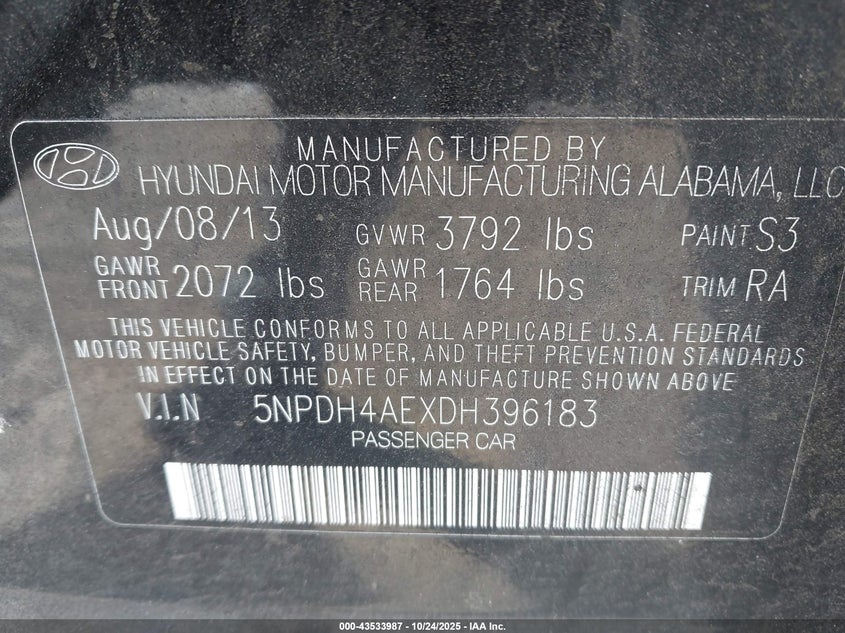 MANUFACTURED BY
HYUNDAI MOTOR MANUFACTURING ALABAMA, LLC
Aug/08/13 GVWR 3792 lbs PAINT S3
GAWR FRONT 2072 lbs GAWR REAR 1764 lbs TRIM RA
THIS VEHICLE CONFORMS TO ALL APPLICABLE U.S.A. FEDERAL
MOTOR VEHICLE SAFETY, BUMPER, AND THEFT PREVENTION STANDARDS
IN EFFECT ON THE DATE OF MANUFACTURE SHOWN ABOVE
V.I.N 5NPDH4AEXDH396183
PASSENGER CAR
000-43533987 - 10/24/2025 - IAA Inc.